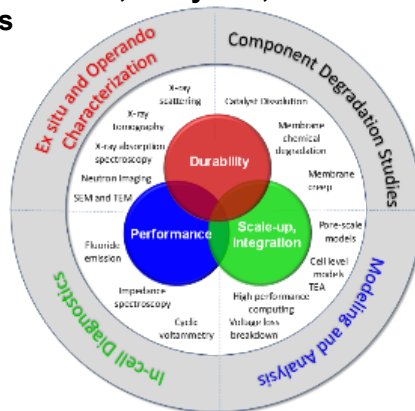 s
Ex situ and Operando
Characterization
Component Degradation Studies
X-ray
scattering
Catalyst Dissolution
X-ray
tomography
Membrane
chemical
degradation
X-ray absorption
spectroscopy
Durability
Neutron Imaging
Membrane
creep
SEM and TEM
Performance
Scale-up,
Integration
Pore-scale
models
Fluoride
emission
Cell level
models
TEA
Impedance
spectroscopy
High performance
computing
Cyclic
voltammetry
Voltage loss
breakdown
In-cell Diagnostics
Modeling and Analysis